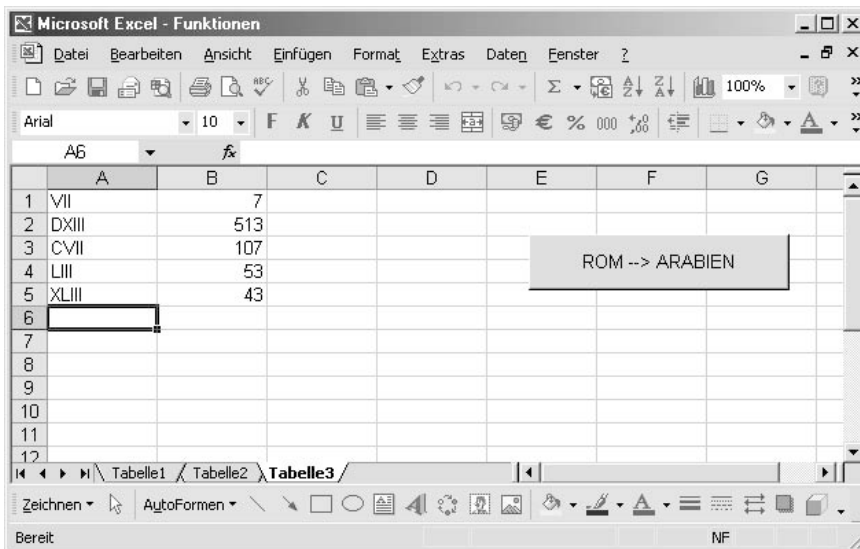 Microsoft Excel - Funktionen
Datei Bearbeiten Ansicht Einfügen Format Extras Daten Fenster ?
ABC Σ A Z Z A 100%
Arial 10 F K U € % 000 A
A6 fx
A B C D E F G
1 VII 7
2 DXIII 513
3 CVII 107
ROM --> ARABIEN
4 LIII 53
5 XLIII 43
6
7
8
9
10
11
12
Tabelle1 Tabelle2 Tabelle3
Zeichnen AutoFormen A A
Bereit NF